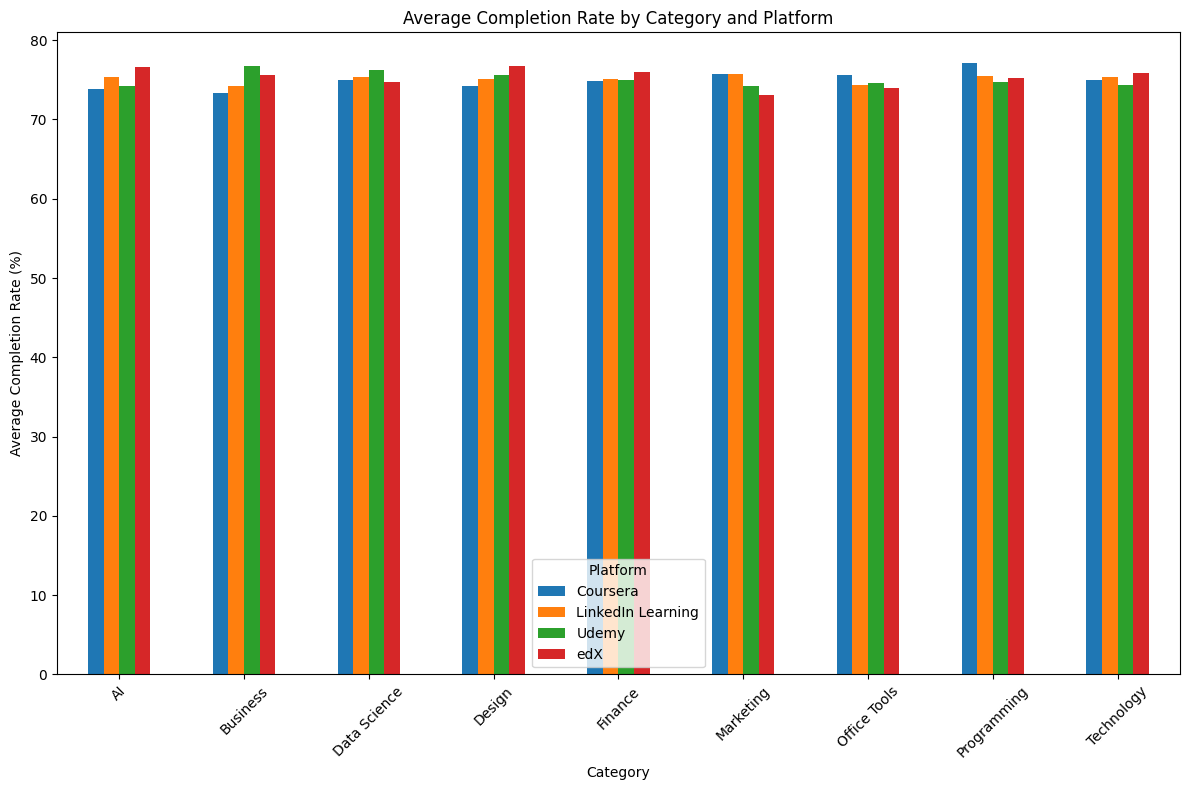 Average Completion Rate by Category and Platform
80
70
60
50
40
30
20
10
0
Average Completion Rate (%)
Platform
Coursera
LinkedIn Learning
Udemy
edX
AI
Business
Data Science
Design
Finance
Marketing
Office Tools
Programming
Technology
Category